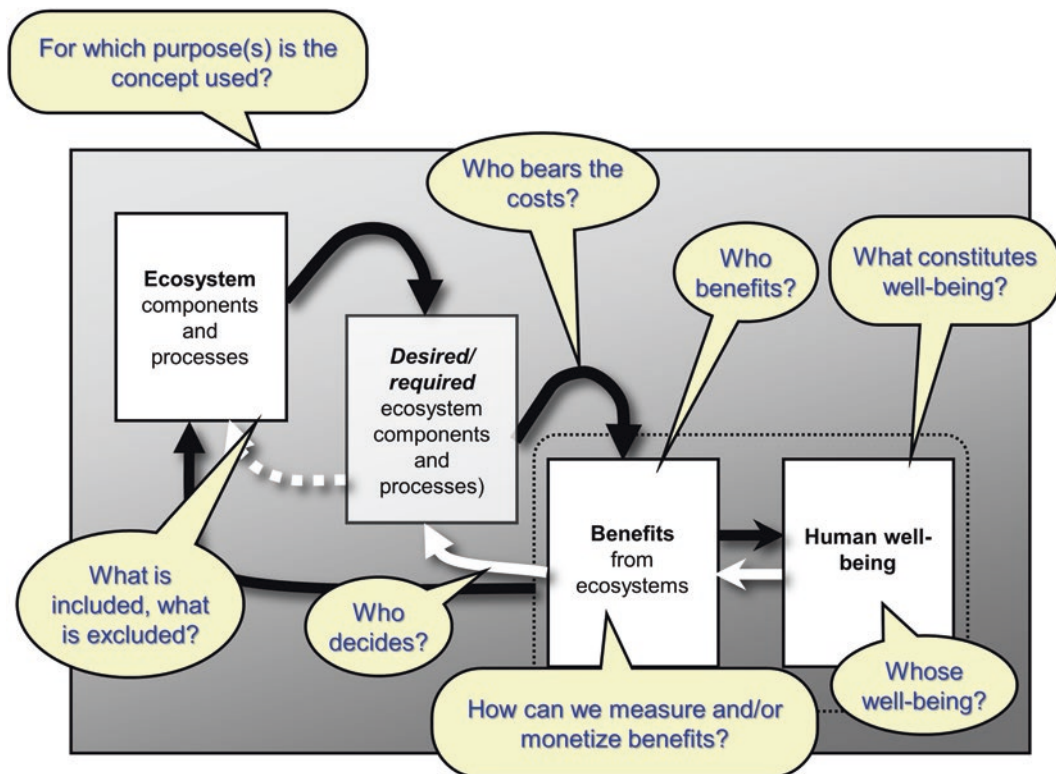 For which purpose(s) is the
concept used?
Who bears the
costs?
Who
benefits?
What constitutes
well-being?
Ecosystem
components
and
processes
Desired/
required
ecosystem
components
and
processes)
Benefits
from
ecosystems
Human well-
being
What is
included, what
is excluded?
Who
decides?
How can we measure and/or
monetize benefits?
Whose
well-being?